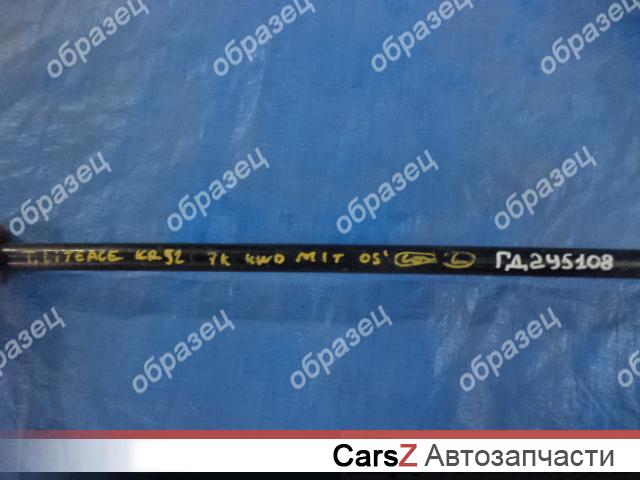 образец образец образец образец
образец образец образец
T. LITEACE KR52 7K 4WD MIT 05' ГД245108
образец образец образец образец
CarsZ Автозапчасти